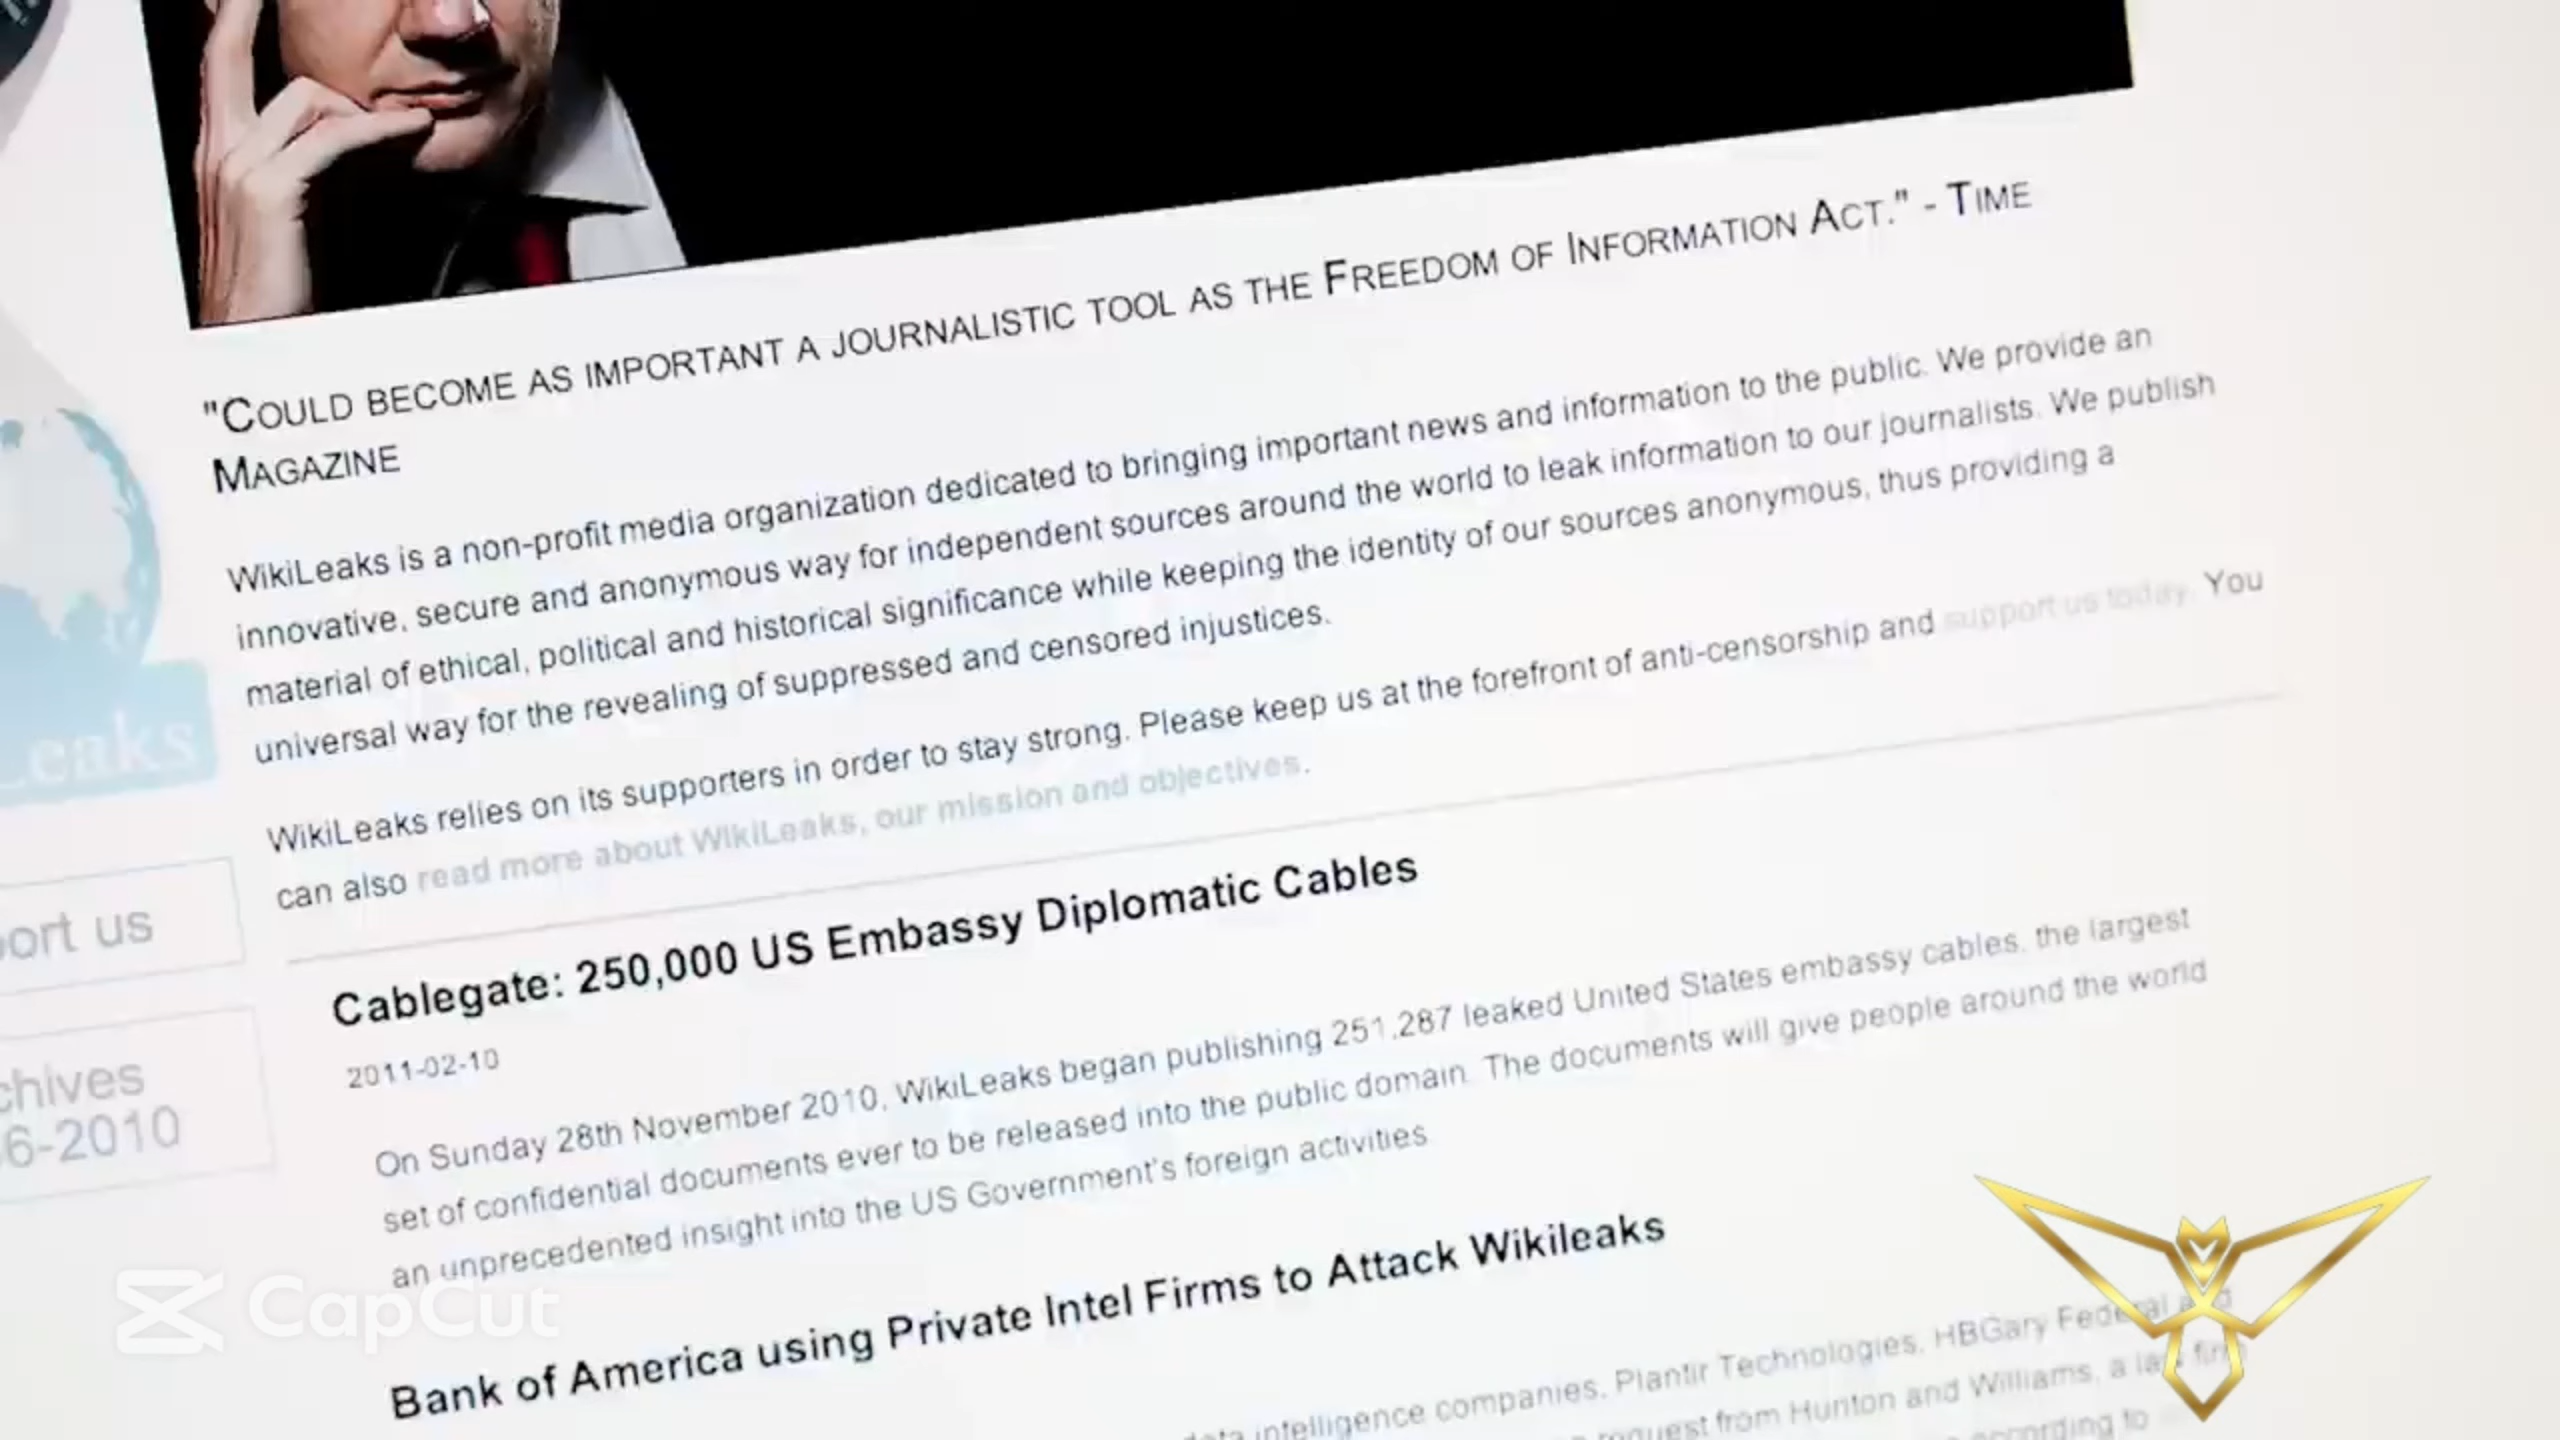 "Could become as important a journalistic tool as the Freedom of Information Act." - Time
Magazine
WikiLeaks is a non-profit media organization dedicated to bringing important news and information to the public. We provide an
innovative, secure and anonymous way for independent sources around the world to leak information to our journalists. We publish
material of ethical, political and historical significance while keeping the identity of our sources anonymous, thus providing a
universal way for the revealing of suppressed and censored injustices.
WikiLeaks relies on its supporters in order to stay strong. Please keep us at the forefront of anti-censorship and support us today. You
can also read more about WikiLeaks, our mission and objectives.
eaks
ort us
chives
6-2010
Cablegate: 250,000 US Embassy Diplomatic Cables
2011-02-10
On Sunday 28th November 2010, WikiLeaks began publishing 251,287 leaked United States embassy cables, the largest
set of confidential documents ever to be released into the public domain. The documents will give people around the world
an unprecedented insight into the US Government's foreign activities
Bank of America using Private Intel Firms to Attack Wikileaks
intelligence companies, Plantir Technologies, HBGary Federal and
request from Hunton and Williams, a law firm
according to
CapCut